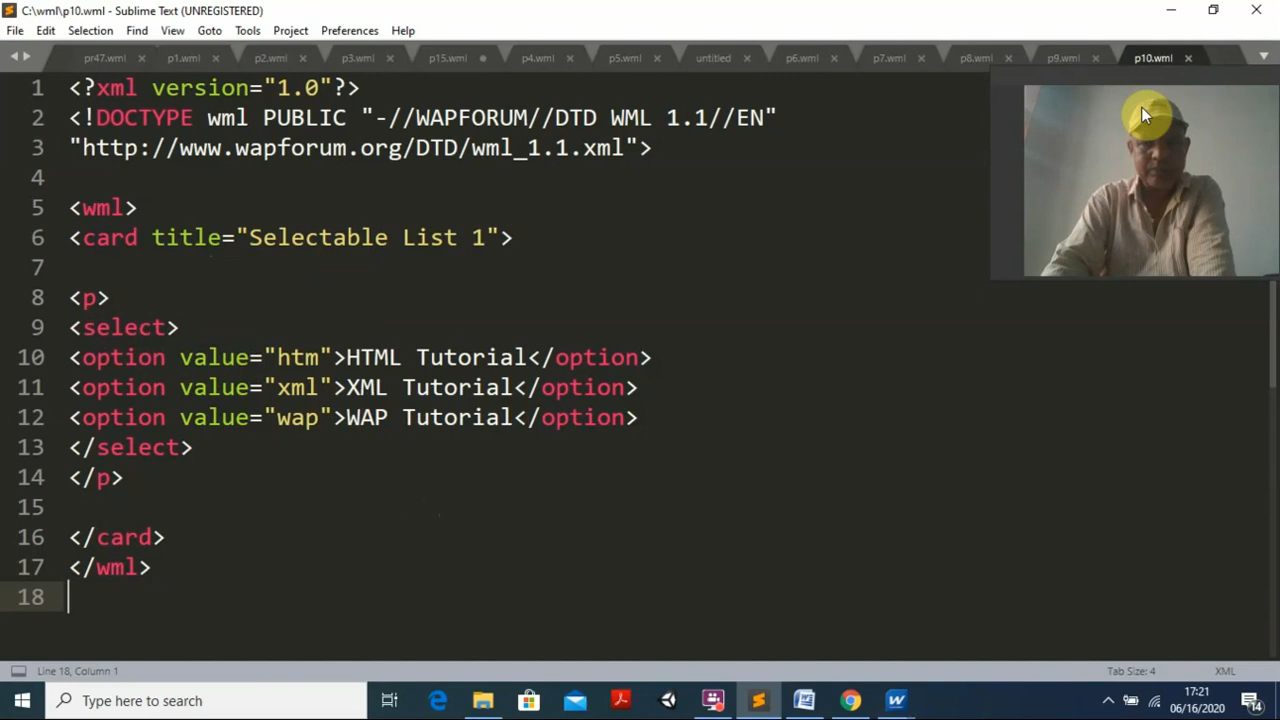 C:\wml\p10.wml - Sublime Text (UNREGISTERED)
File Edit Selection Find View Goto Tools Project Preferences Help
pr47.wml p1.wml p2.wml p3.wml p15.wml p4.wml p5.wml untitled p6.wml p7.wml p8.wml p9.wml p10.wml
1 <?xml version="1.0"?>
2 <!DOCTYPE wml PUBLIC "-//WAPFORUM//DTD WML 1.1//EN"
3 "http://www.wapforum.org/DTD/wml_1.1.xml">
4
5 <wml>
6 <card title="Selectable List 1">
7
8 <p>
9 <select>
10 <option value="htm">HTML Tutorial</option>
11 <option value="xml">XML Tutorial</option>
12 <option value="wap">WAP Tutorial</option>
13 </select>
14 </p>
15
16 </card>
17 </wml>
18
Line 18, Column 1 Tab Size: 4 XML
Type here to search 17:21
06/16/2020 14